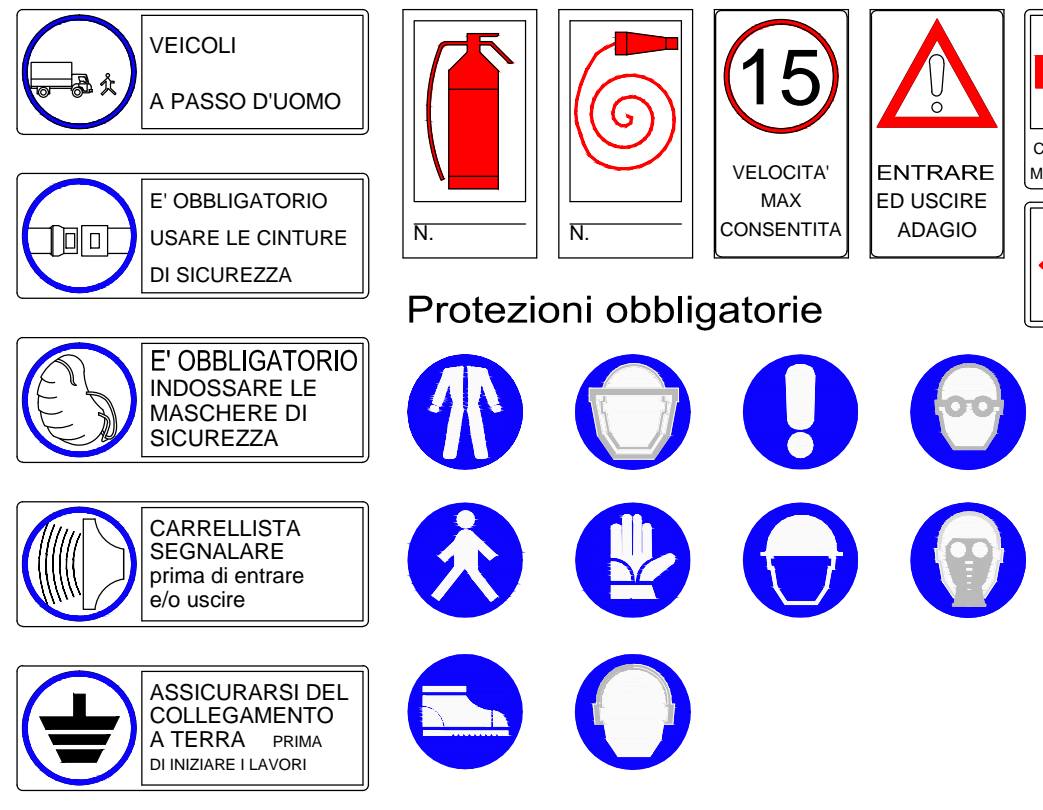 VEICOLI
A PASSO D'UOMO
E' OBBLIGATORIO
USARE LE CINTURE
DI SICUREZZA
E' OBBLIGATORIO
INDOSSARE LE
MASCHERE DI
SICUREZZA
CARRELLISTA
SEGNALARE
prima di entrare
e/o uscire
ASSICURARSI DEL
COLLEGAMENTO
A TERRA PRIMA
DI INIZIARE I LAVORI
N.
N.
15
VELOCITA'
MAX
CONSENTITA
ENTRARE
ED USCIRE
ADAGIO
C
M
Protezioni obbligatorie